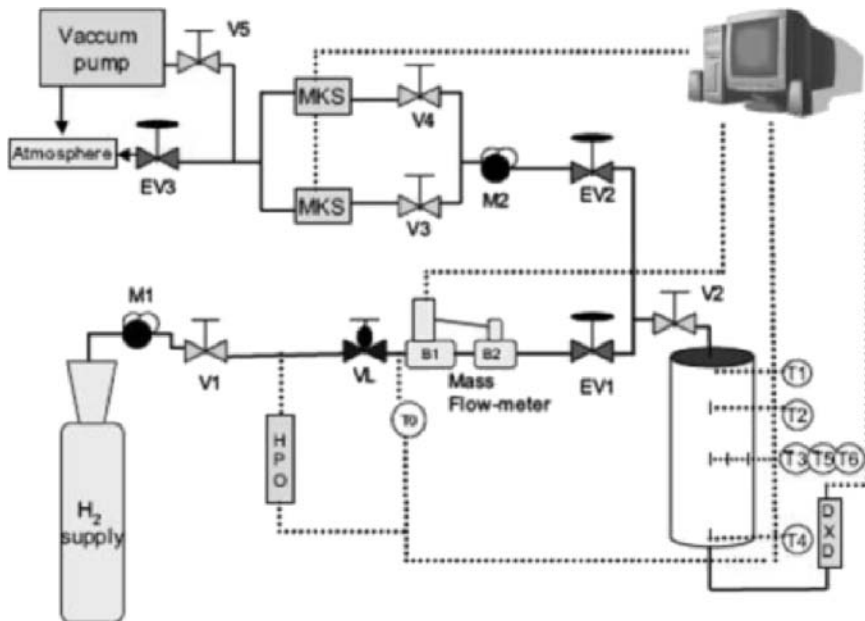 Vaccum
pump
V5
Atmosphere
EV3
MKS
V4
MKS
V3
M2
EV2
M1
V1
VL
B1
B2
Mass
Flow-meter
EV1
V2
T1
T2
T3
T5
T6
T4
T0
H
P
O
D
X
D
H2
supply